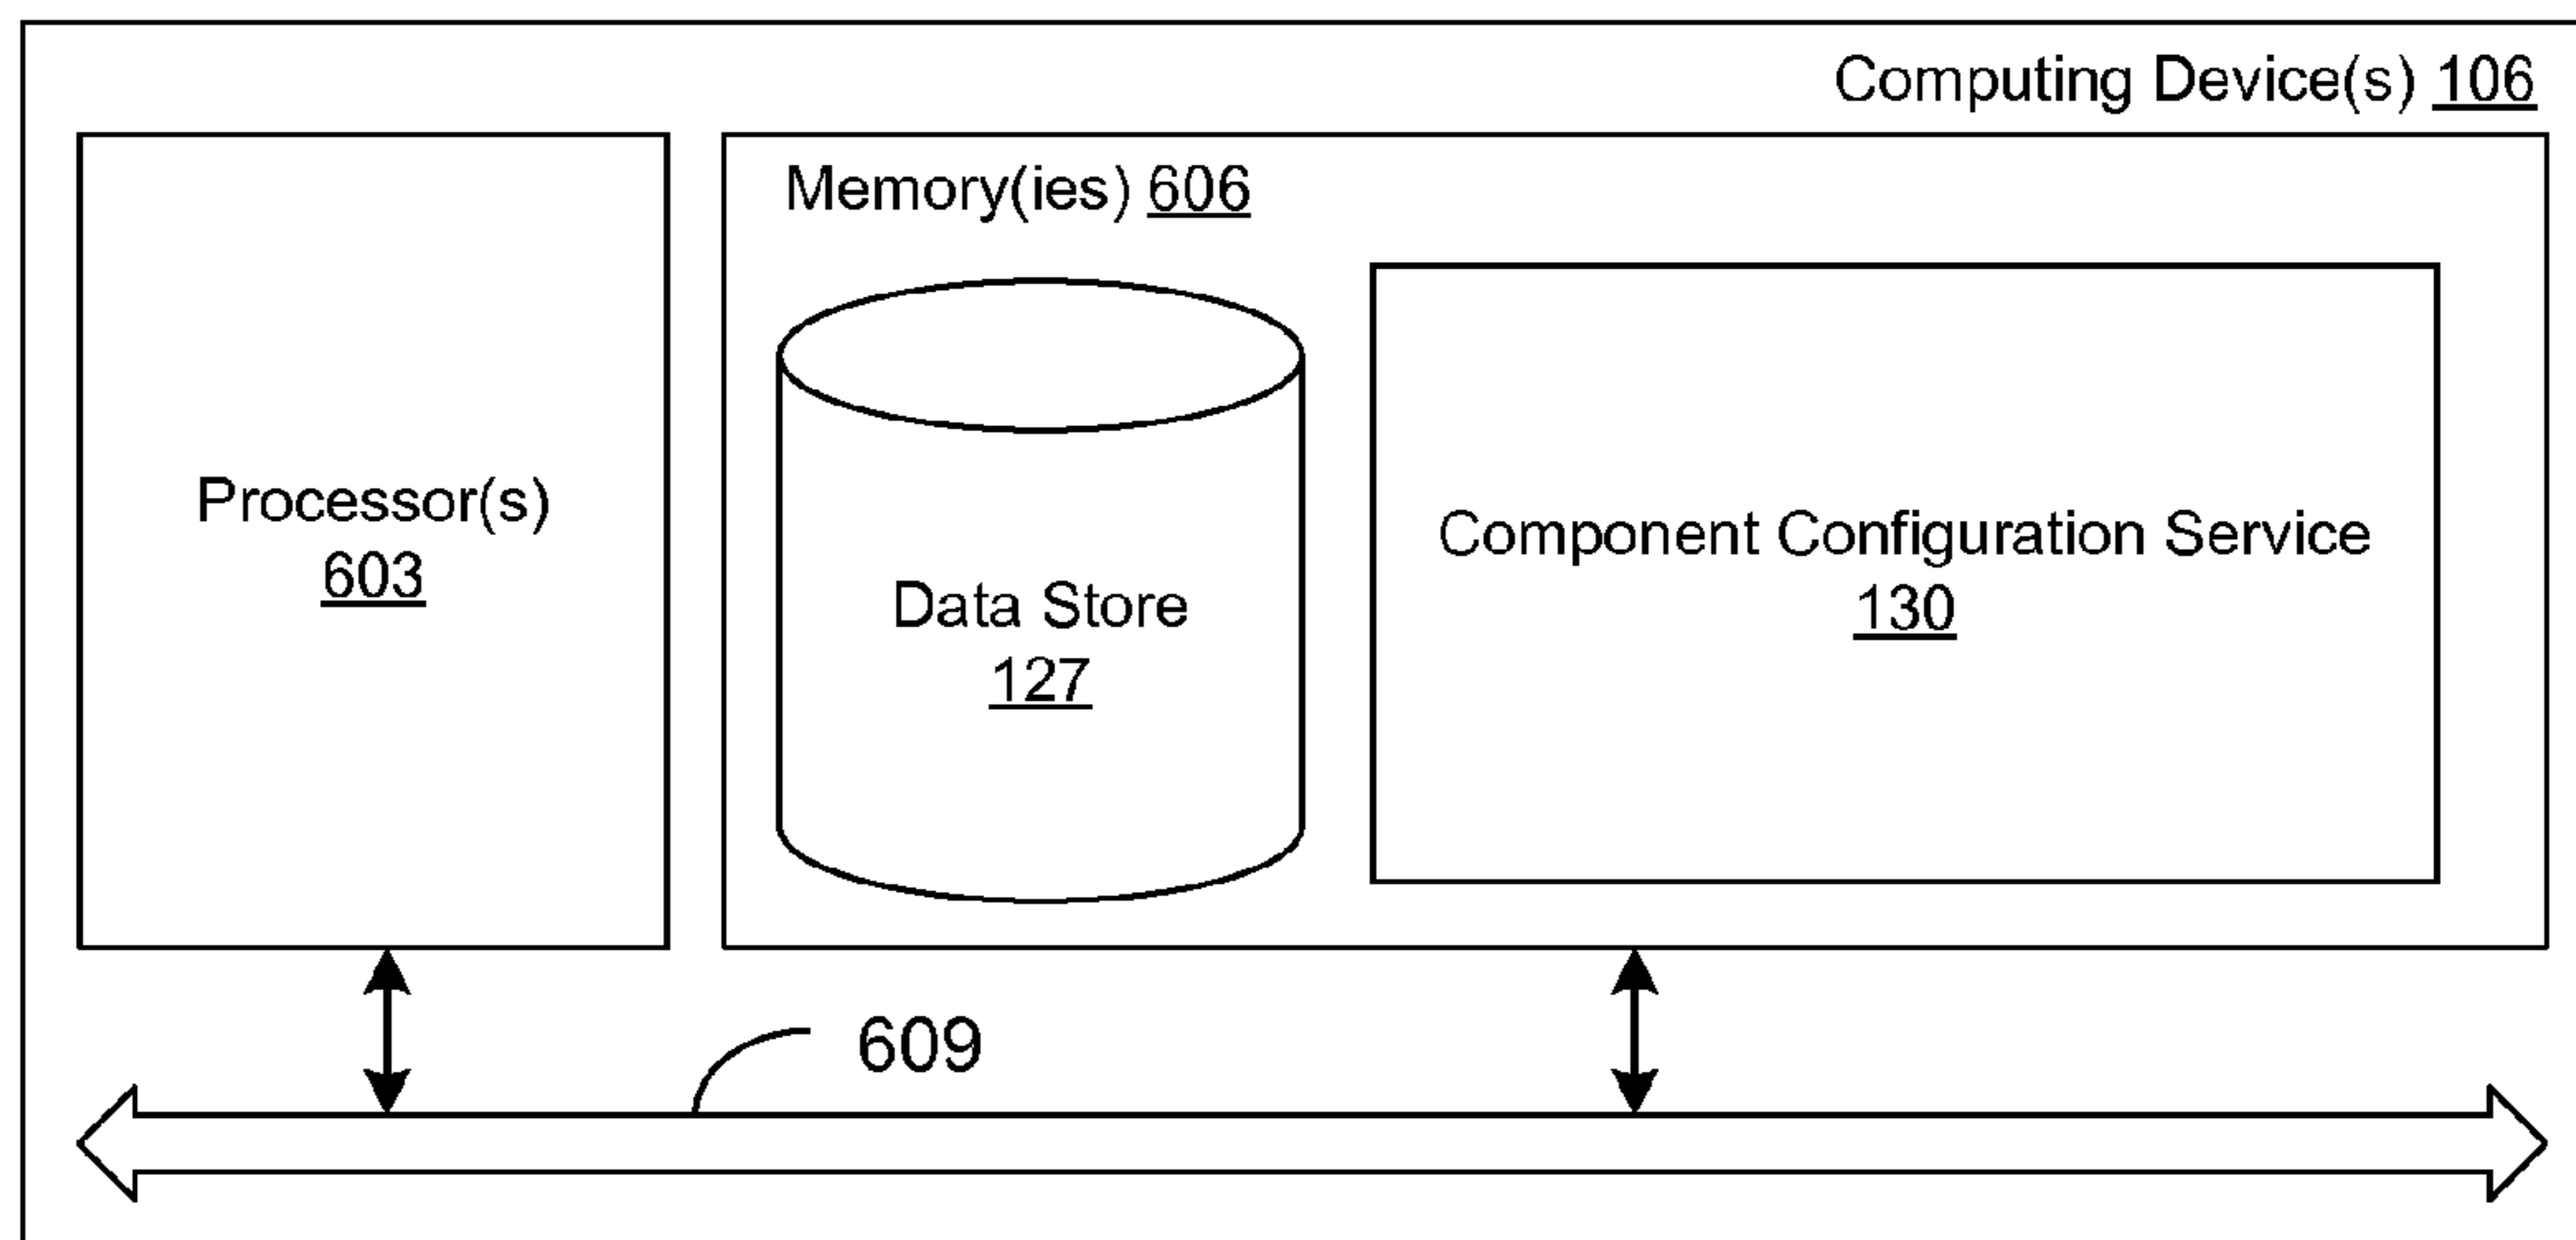 Computing Device(s) 106
Memory(ies) 606
Processor(s)
603
Data Store
127
Component Configuration Service
130
609